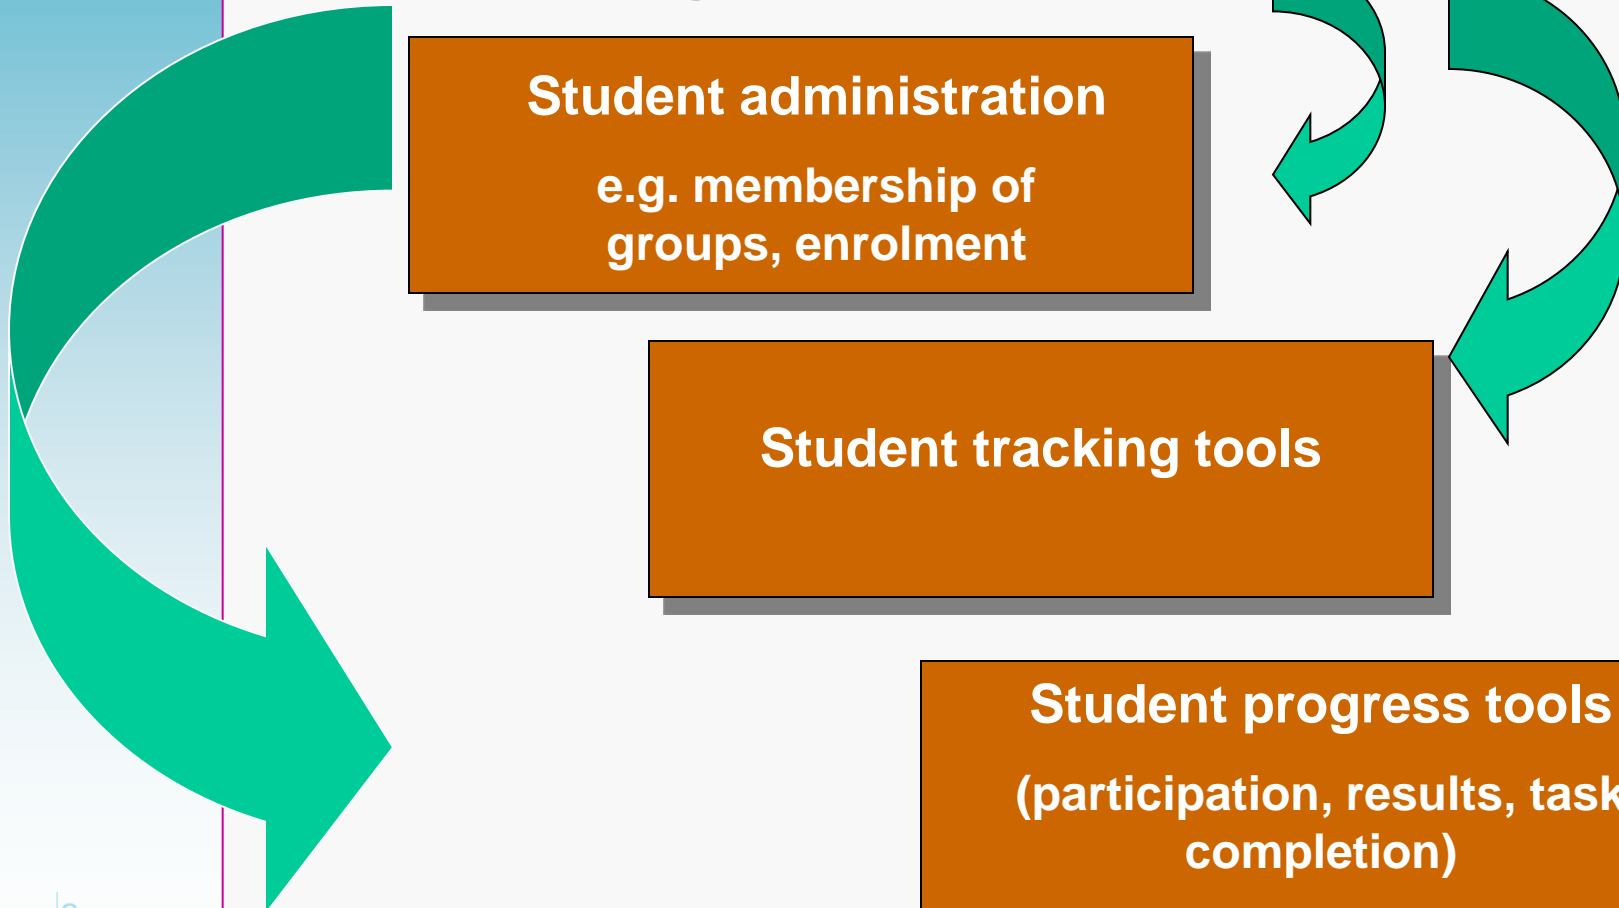 Student administration
e.g. membership of
groups, enrolment
Student tracking tools
Student progress tools
(participation, results, task
completion)